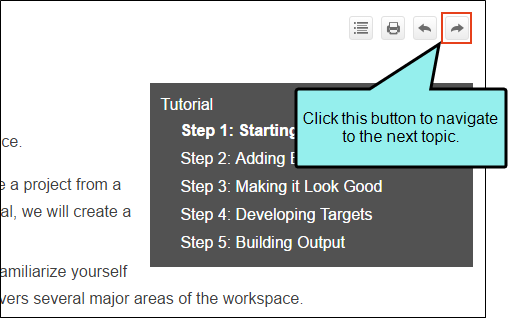 Tutorial
Step 1: Starting
Click this button to navigate
to the next topic.
Step 2: Adding
Step 3: Making it Look Good
Step 4: Developing Targets
Step 5: Building Output
ce.
e a project from a
al, we will create a
amiliarize yourself
vers several major areas of the workspace.